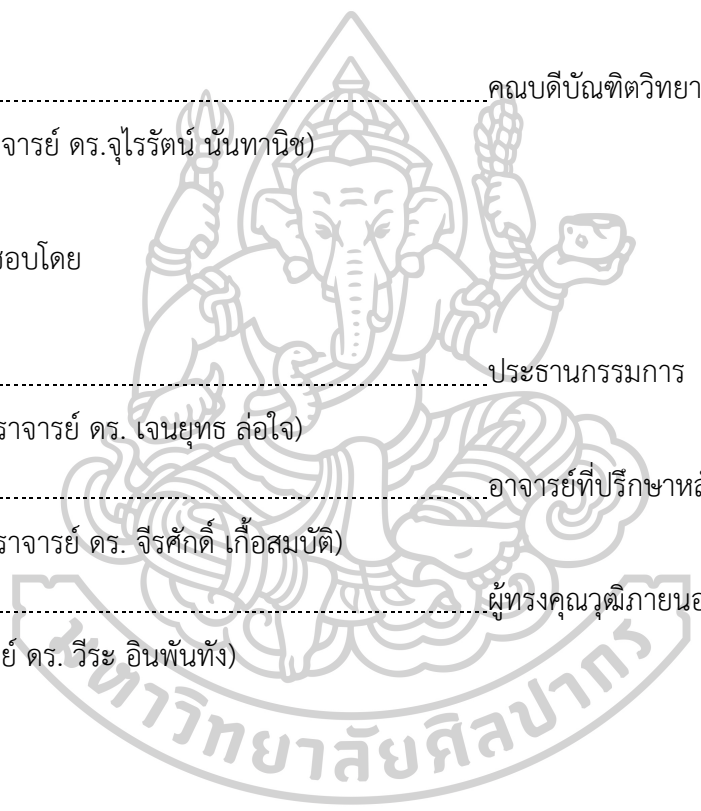 คณบดีบัณฑิตวิทยา
จารย์ ดร.จุไรรัตน์ นันทานิช)
สอบโดย
ประธานกรรมการ
ราจารย์ ดร. เจนยุทธ ล่อใจ)
อาจารย์ที่ปรึกษาหลั
ราจารย์ ดร. จีรศักดิ์ เกื้อสมบัติ)
ผู้ทรงคุณวุฒิภายนอ
ย์ ดร. วีระ อินพันทัง)
มหาวิทยาลัยศิลปากร